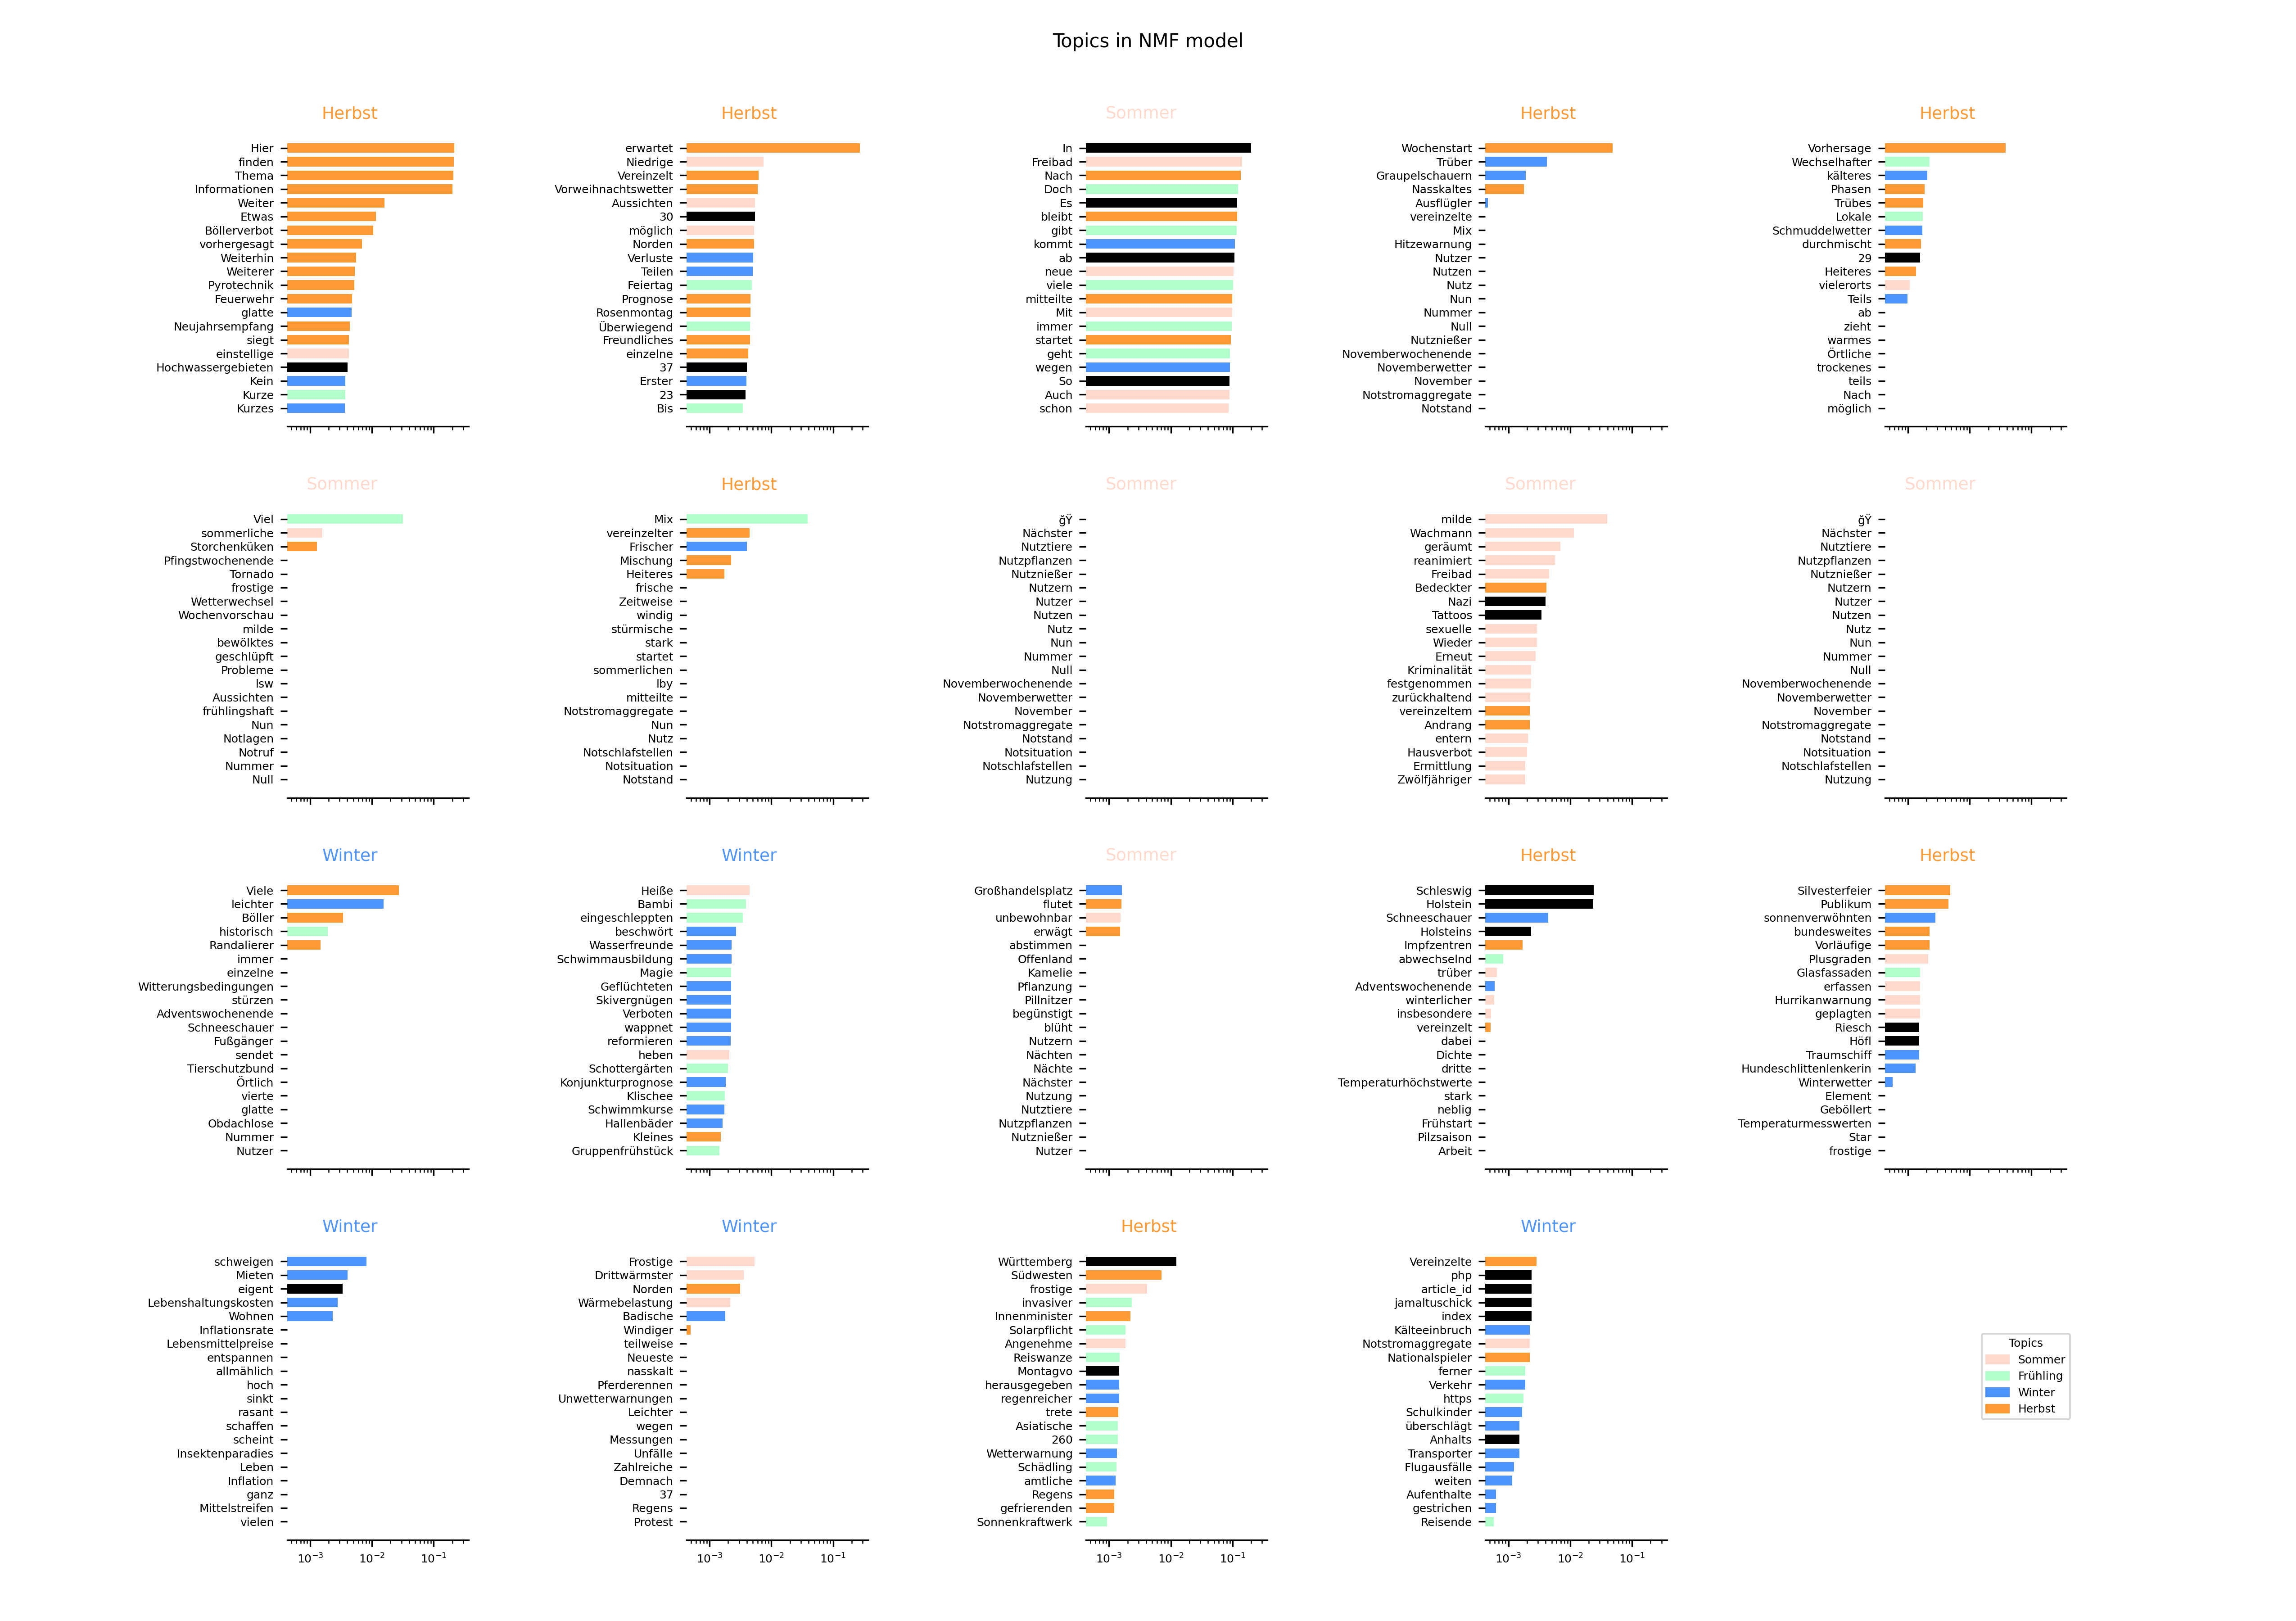 Topics in NMF model
Herbst
Hier
finden
Thema
Informationen
Weiter
Etwas
Böllerverbot
vorhergesagt
Weiterhin
Weiterer
Pyrotechnik
Feuerwehr
glatte
Neujahrsempfang
siegt
einstellige
Hochwassergebieten
Kein
Kurze
Kurzes
Herbst
erwartet
Niedrige
Vereinzelt
Vorweihnachtswetter
Aussichten
30
möglich
Norden
Verluste
Teilen
Feiertag
Prognose
Rosenmontag
Überwiegend
Freundliches
einzelne
37
Erster
23
Bis
Sommer
In
Freibad
Nach
Doch
Es
bleibt
gibt
kommt
ab
neue
viele
mitteilte
Mit
immer
startet
geht
wegen
So
Auch
schon
Herbst
Wochenstart
Trüber
Graupelschauern
Nasskaltes
Ausflügler
vereinzelte
Mix
Hitzewarnung
Nutzer
Nutzen
Nutz
Nun
Nummer
Null
Nutznießer
Novemberwochenende
Novemberwetter
November
Notstromaggregate
Notstand
Herbst
Vorhersage
Wechselhafter
kälteres
Phasen
Trübes
Lokale
Schmuddelwetter
durchmischt
29
Heiteres
vielerorts
Teils
ab
zieht
warmes
Örtliche
trockenes
teils
Nach
möglich
Sommer
Viel
sommerliche
Storchenküken
Pfingstwochenende
Tornado
frostige
Wetterwechsel
Wochenvorschau
milde
bewölktes
geschlüpft
Probleme
lsw
Aussichten
frühlingshaft
Nun
Notlagen
Notruf
Nummer
Null
Herbst
Mix
vereinzelter
Frischer
Mischung
Heiteres
frische
Zeitweise
windig
stürmische
stark
startet
sommerlichen
lby
mitteilte
Notstromaggregate
Nun
Nutz
Notschlafstellen
Notsituation
Notstand
Sommer
ğŸ
Nächster
Nutztiere
Nutzpflanzen
Nutznießer
Nutzern
Nutzer
Nutzen
Nutz
Nun
Nummer
Null
Novemberwochenende
Novemberwetter
November
Notstromaggregate
Notstand
Notsituation
Notschlafstellen
Nutzung
Sommer
milde
Wachmann
geräumt
reanimiert
Freibad
Bedeckter
Nazi
Tattoos
sexuelle
Wieder
Erneut
Kriminalität
festgenommen
zurückhaltend
vereinzeltem
Andrang
entern
Hausverbot
Ermittlung
Zwölfjähriger
Sommer
ğŸ
Nächster
Nutztiere
Nutzpflanzen
Nutznießer
Nutzern
Nutzer
Nutzen
Nutz
Nun
Nummer
Null
Novemberwochenende
Novemberwetter
November
Notstromaggregate
Notstand
Notsituation
Notschlafstellen
Nutzung
Winter
Viele
leichter
Böller
historisch
Randalierer
immer
einzelne
Witterungsbedingungen
stürzen
Adventswochenende
Schneeschauer
Fußgänger
sendet
Tierschutzbund
Örtlich
vierte
glatte
Obdachlose
Nummer
Nutzer
Winter
Heiße
Bambi
eingeschleppten
beschwört
Wasserfreunde
Schwimmausbildung
Magie
Geflüchteten
Skivergnügen
Verboten
wappnet
reformieren
heben
Schottergärten
Konjunkturprognose
Klischee
Schwimmkurse
Hallenbäder
Kleines
Gruppenfrühstück
Sommer
Großhandelsplatz
flutet
unbewohnbar
erwägt
abstimmen
Offenland
Kamelie
Pflanzung
Pillnitzer
begünstigt
blüht
Nutzern
Nächten
Nächte
Nächster
Nutzung
Nutztiere
Nutzpflanzen
Nutznießer
Nutzer
Herbst
Schleswig
Holstein
Schneeschauer
Holsteins
Impfzentren
abwechselnd
trüber
Adventswochenende
winterlicher
insbesondere
vereinzelt
dabei
Dichte
dritte
Temperaturhöchstwerte
stark
neblig
Frühstart
Pilzsaison
Arbeit
Herbst
Silvesterfeier
Publikum
sonnenverwöhnten
bundesweites
Vorläufige
Plusgraden
Glasfassaden
erfassen
Hurrikanwarnung
geplagten
Riesch
Höfl
Traumschiff
Hundeschlittenlenkerin
Winterwetter
Element
Geböllert
Temperaturmesswerten
Star
frostige
Winter
schweigen
Mieten
eigent
Lebenshaltungskosten
Wohnen
Inflationsrate
Lebensmittelpreise
entspannen
allmählich
hoch
sinkt
rasant
schaffen
scheint
Insektenparadies
Leben
Inflation
ganz
Mittelstreifen
vielen
10⁻³ 10⁻² 10⁻¹
Winter
Frostige
Drittwärmster
Norden
Wärmebelastung
Badische
Windiger
teilweise
Neueste
nasskalt
Pferderennen
Unwetterwarnungen
Leichter
wegen
Messungen
Unfälle
Zahlreiche
Demnach
37
Regens
Protest
10⁻³ 10⁻² 10⁻¹
Herbst
Württemberg
Südwesten
frostige
invasiver
Innenminister
Solarpflicht
Angenehme
Reiswanze
Montagvo
herausgegeben
regenreicher
trete
Asiatische
260
Wetterwarnung
Schädling
amtliche
Regens
gefrierenden
Sonnenkraftwerk
10⁻³ 10⁻² 10⁻¹
Winter
Vereinzelte
php
article_id
jamaltuschick
index
Kälteeinbruch
Notstromaggregate
Nationalspieler
ferner
Verkehr
https
Schulkinder
überschlägt
Anhalts
Transporter
Flugausfälle
weiten
Aufenthalte
gestrichen
Reisende
10⁻³ 10⁻² 10⁻¹
Topics
Sommer
Frühling
Winter
Herbst